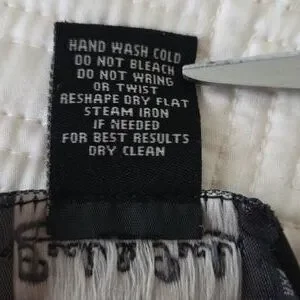 HAND WASH COLD
DO NOT BLEACH
DO NOT WRING
OR TWIST
RESHAPE DRY FLAT
STEAM IRON
IF NEEDED
FOR BEST RESULTS
DRY CLEAN